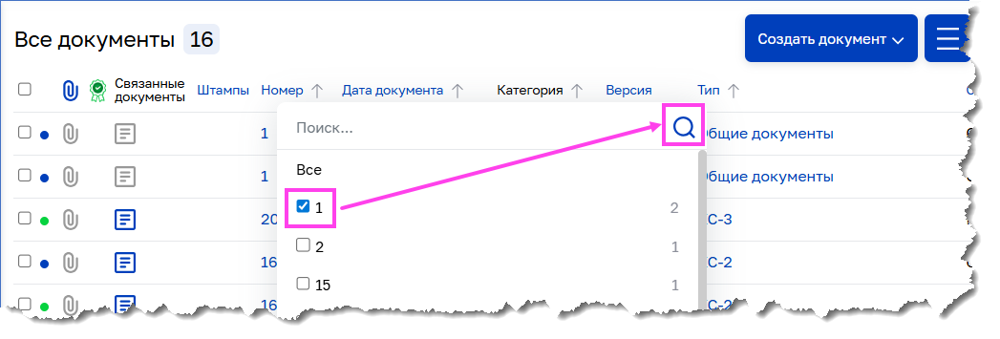 Все документы 16
Создать документ
Связанные
документы
Штампы Номер Дата документа Категория Версия Тип
Поиск...
1 бщие документы
Все
1 бщие документы
1 2
20 С-3
2 1
16 С-2
15 1
16 С-2